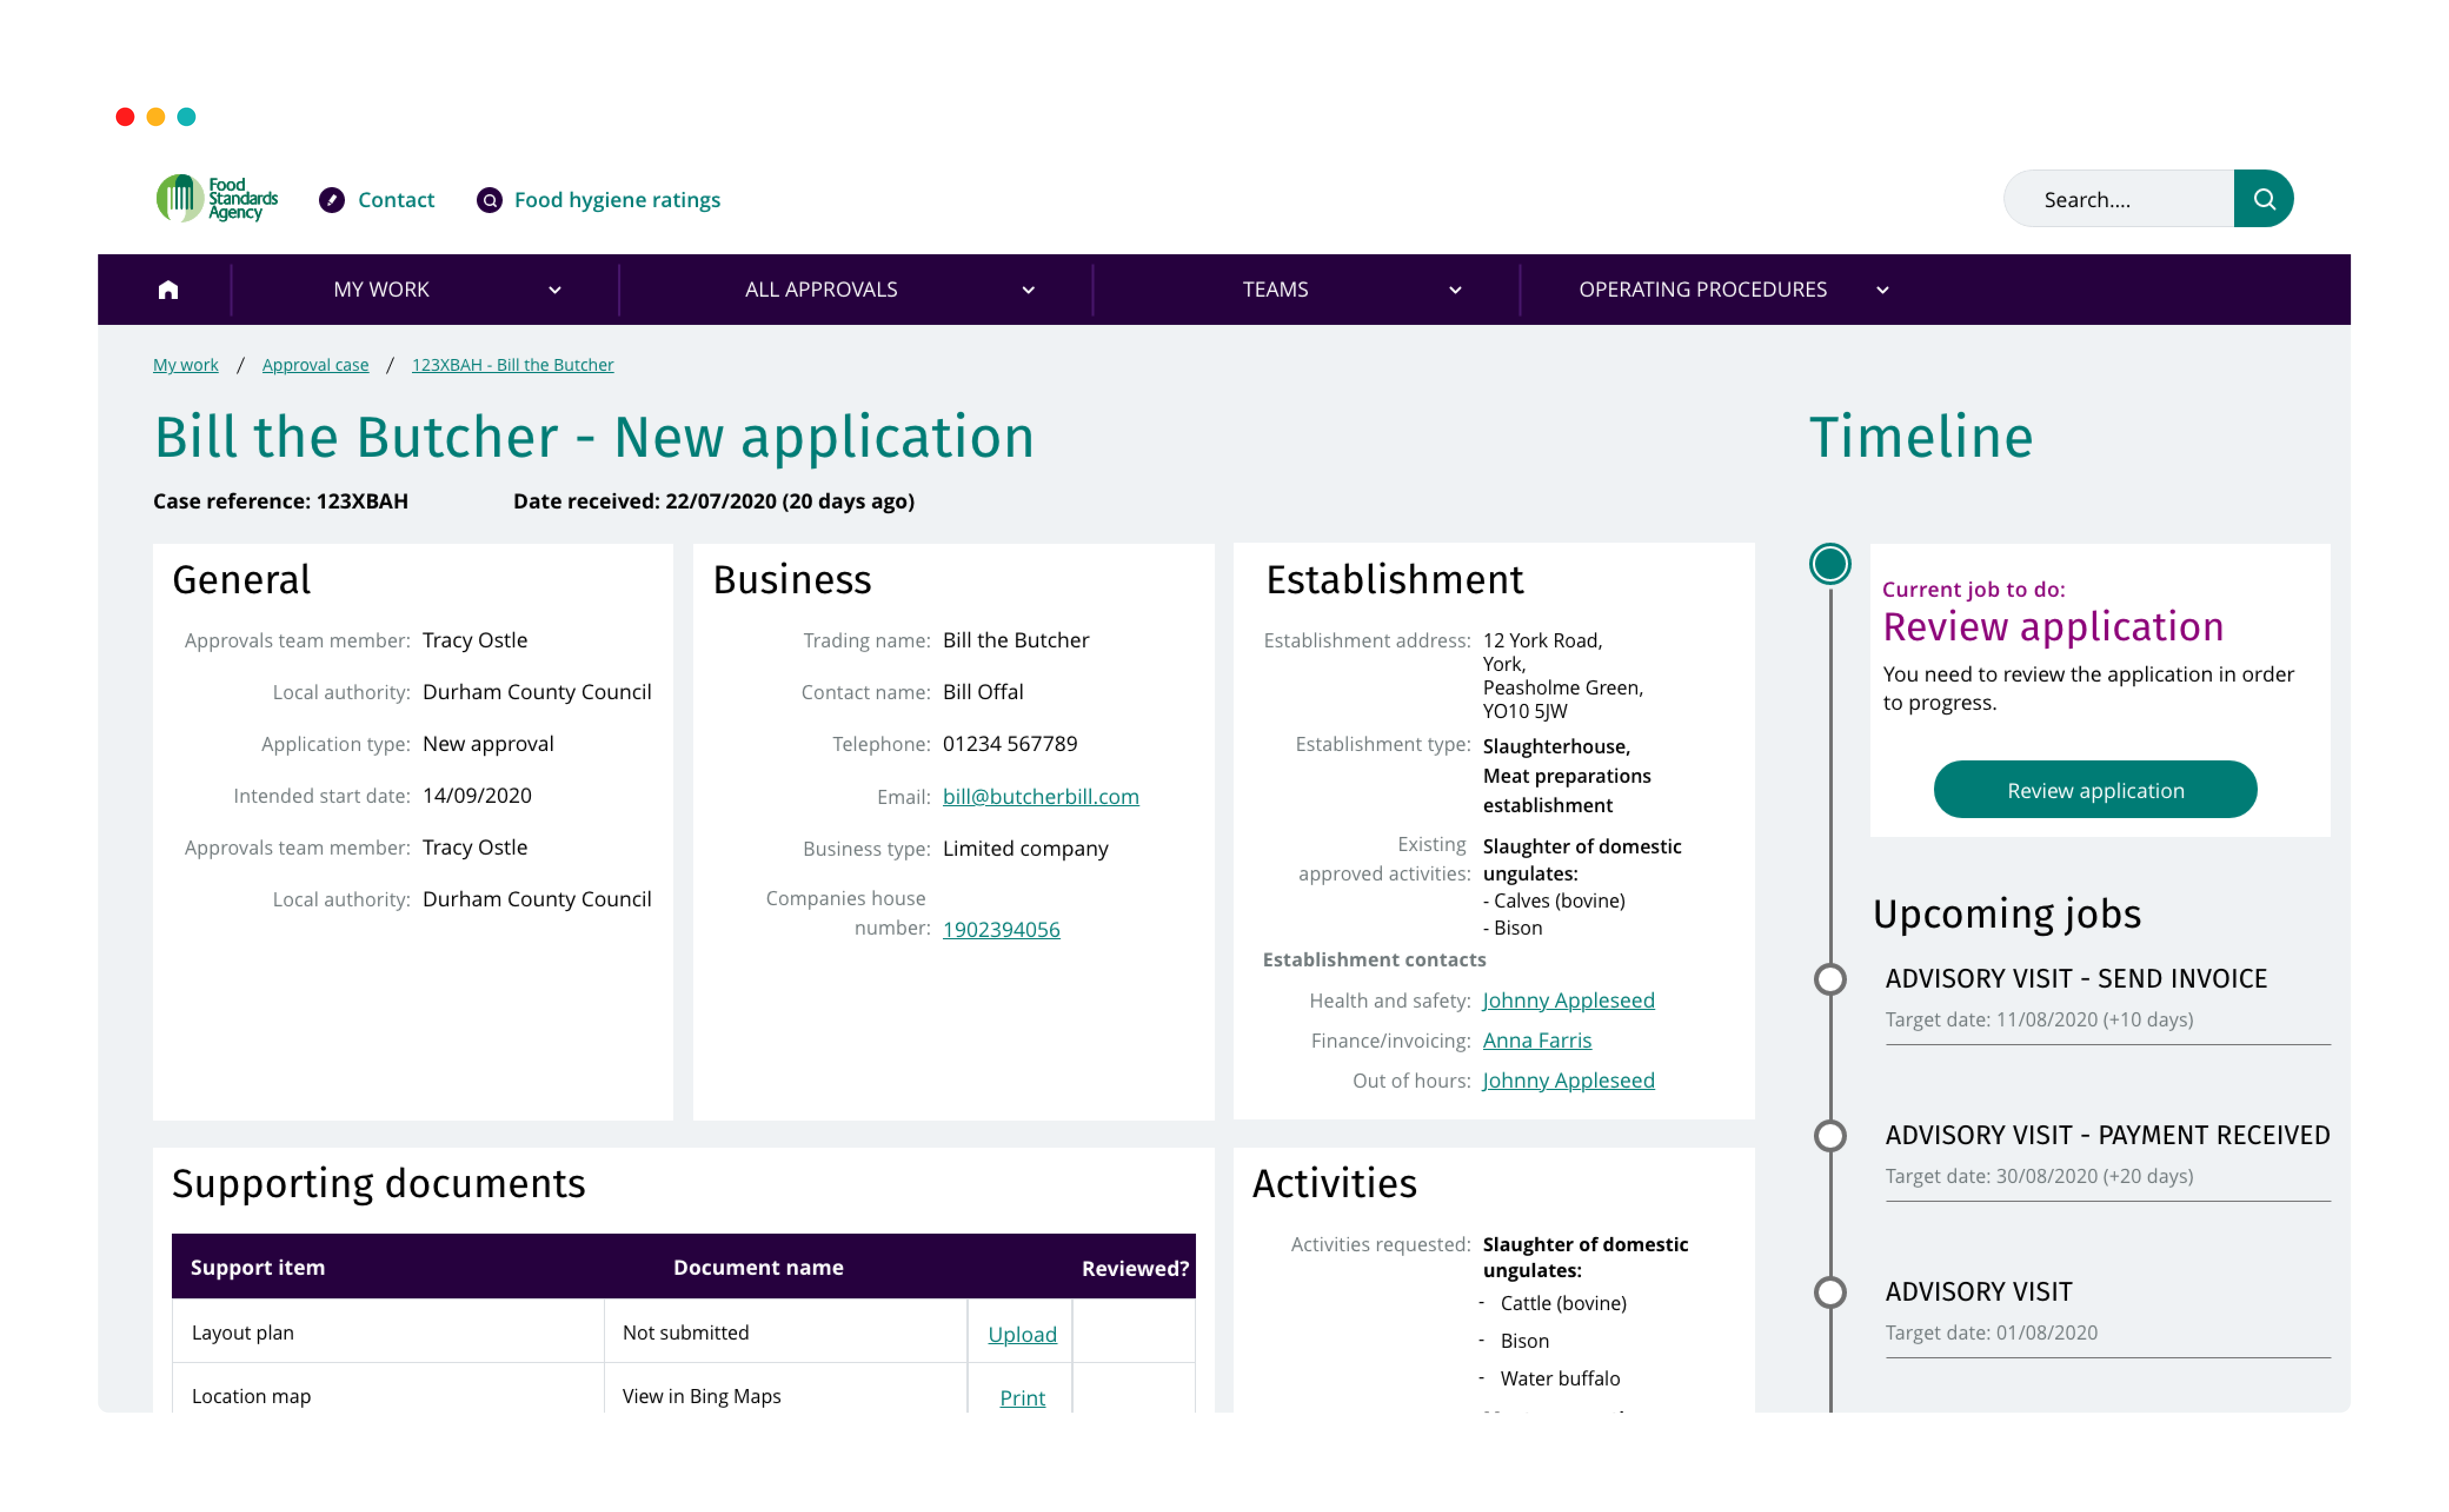 Food
Standards
Agency
Contact
Food hygiene ratings
Search....
MY WORK
ALL APPROVALS
TEAMS
OPERATING PROCEDURES
My work / Approval case / 123XBAH - Bill the Butcher
Bill the Butcher - New application
Case reference: 123XBAH
Date received: 22/07/2020 (20 days ago)
General
Approvals team member: Tracy Ostle
Local authority: Durham County Council
Application type: New approval
Intended start date: 14/09/2020
Approvals team member: Tracy Ostle
Local authority: Durham County Council
Business
Trading name: Bill the Butcher
Contact name: Bill Offal
Telephone: 01234 567789
Email: bill@butcherbill.com
Business type: Limited company
Companies house
number: 1902394056
Establishment
Establishment address: 12 York Road,
York,
Peasholme Green,
YO10 5JW
Establishment type: Slaughterhouse,
Meat preparations
establishment
Existing Slaughter of domestic
approved activities: ungulates:
- Calves (bovine)
- Bison
Establishment contacts
Health and safety: Johnny Appleseed
Finance/invoicing: Anna Farris
Out of hours: Johnny Appleseed
Supporting documents
Support item Document name Reviewed?
Layout plan Not submitted Upload
Location map View in Bing Maps Print
Activities
Activities requested: Slaughter of domestic
ungulates:
- Cattle (bovine)
- Bison
- Water buffalo
Timeline
Current job to do:
Review application
You need to review the application in order
to progress.
Review application
Upcoming jobs
ADVISORY VISIT - SEND INVOICE
Target date: 11/08/2020 (+10 days)
ADVISORY VISIT - PAYMENT RECEIVED
Target date: 30/08/2020 (+20 days)
ADVISORY VISIT
Target date: 01/08/2020